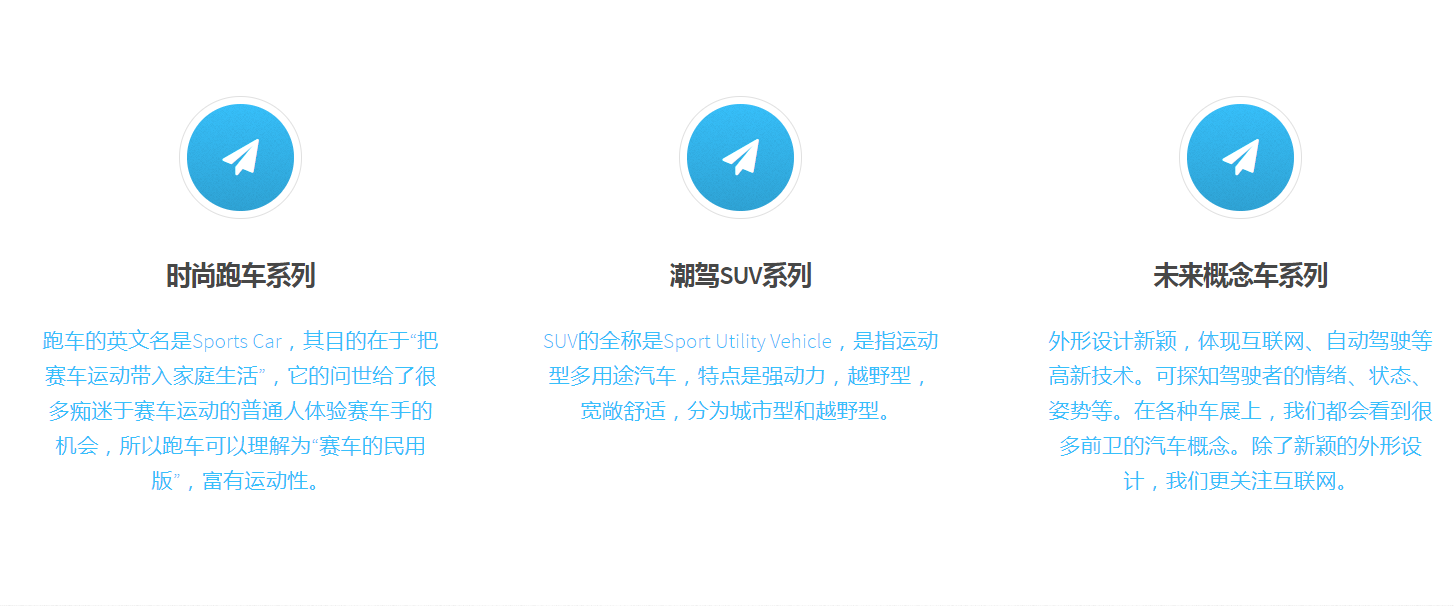 时尚跑车系列
跑车的英文名是Sports Car，其目的在于“把
赛车运动带入家庭生活”，它的问世给了很
多痴迷于赛车运动的普通人体验赛车手的
机会，所以跑车可以理解为“赛车的民用
版”，富有运动性。
潮驾SUV系列
SUV的全称是Sport Utility Vehicle，是指运动
型多用途汽车，特点是强动力，越野型，
宽敞舒适，分为城市型和越野型。
未来概念车系列
外形设计新颖，体现互联网、自动驾驶等
高新技术。可探知驾驶者的情绪、状态、
姿势等。在各种车展上，我们都会看到很
多前卫的汽车概念。除了新颖的外形设
计，我们更关注互联网。